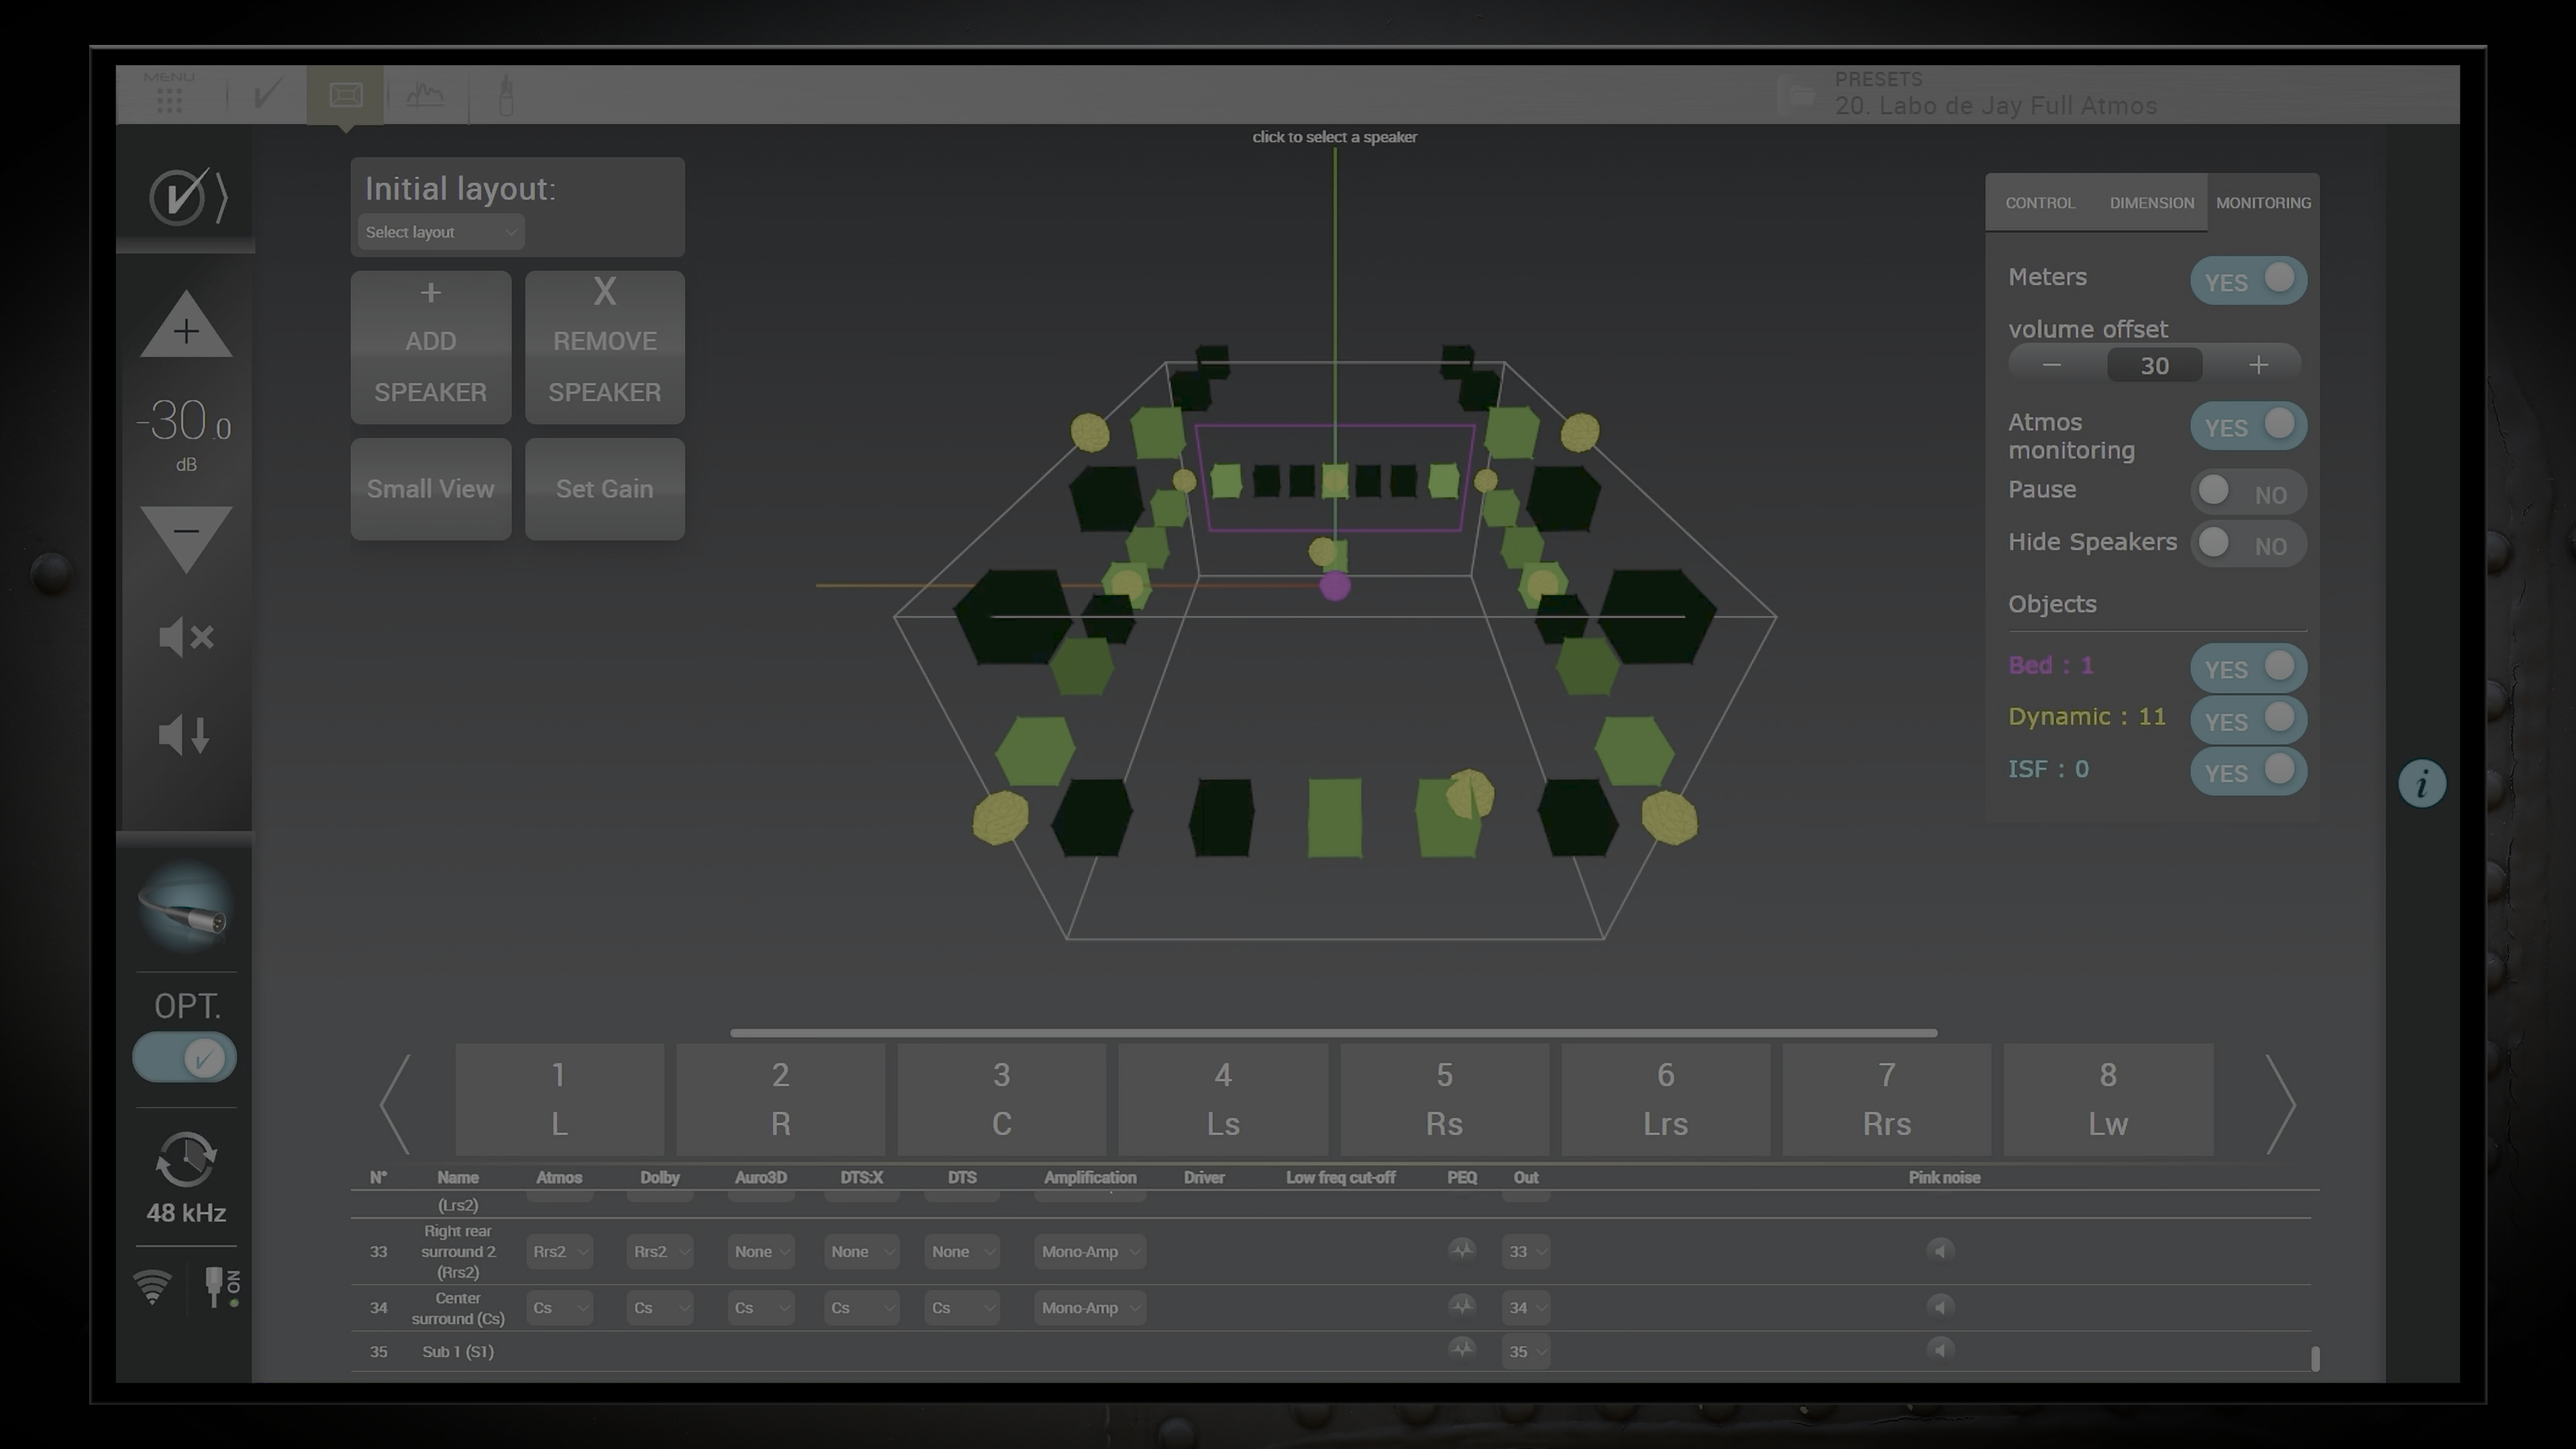 MENU
PRESETS
20. Labo de Jay Full Atmos
click to select a speaker
Initial layout:
Select layout
+
ADD
SPEAKER
X
REMOVE
SPEAKER
Small View
Set Gain
+
-30.0
dB
−
OPT.
48 kHz
ON
CONTROL
DIMENSION
MONITORING
Meters
YES
volume offset
−
30
+
Atmos
monitoring
YES
Pause
NO
Hide Speakers
NO
Objects
Bed : 1
YES
Dynamic : 11
YES
ISF : 0
YES
i
1
L
2
R
3
C
4
Ls
5
Rs
6
Lrs
7
Rrs
8
Lw
N° Name Atmos Dolby Auro3D DTS:X DTS Amplification Driver Low freq cut-off PEQ Out Pink noise
(Lrs2)
33 Right rear surround 2 (Rrs2) Rrs2 Rrs2 None None None Mono-Amp 33
34 Center surround (Cs) Cs Cs Cs Cs Cs Mono-Amp 34
35 Sub 1 (S1) 35